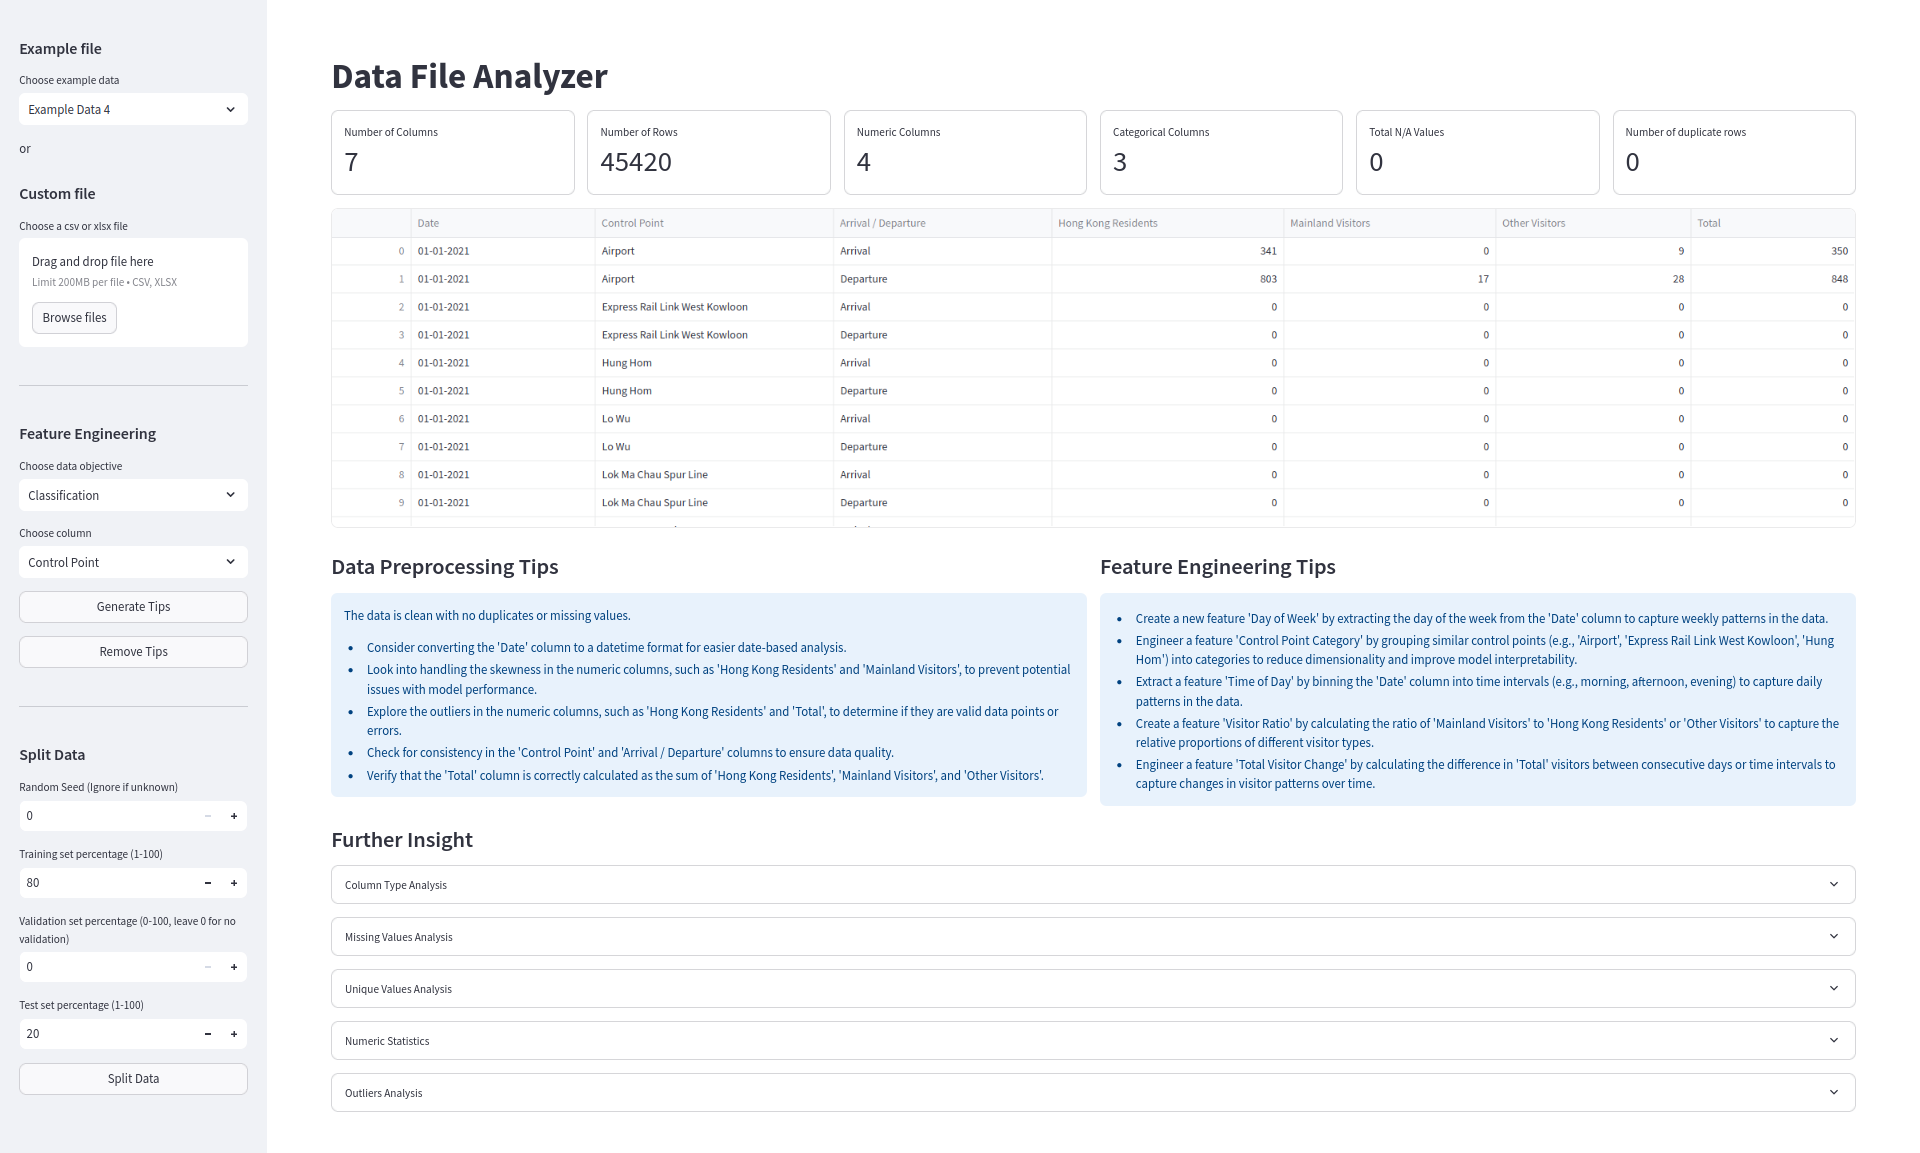 Example file
Choose example data
Example Data 4
or
Custom file
Choose a csv or xlsx file
Drag and drop file here
Limit 200MB per file • CSV, XLSX
Browse files
Feature Engineering
Choose data objective
Classification
Choose column
Control Point
Generate Tips
Remove Tips
Split Data
Random Seed (Ignore if unknown)
0 − +
Training set percentage (1-100)
80 − +
Validation set percentage (0-100, leave 0 for no
validation)
0 − +
Test set percentage (1-100)
20 − +
Split Data
Data File Analyzer
Number of Columns Number of Rows Numeric Columns Categorical Columns Total N/A Values Number of duplicate rows
7 45420 4 3 0 0
Date Control Point Arrival / Departure Hong Kong Residents Mainland Visitors Other Visitors Total
0 01-01-2021 Airport Arrival 341 0 9 350
1 01-01-2021 Airport Departure 803 17 28 848
2 01-01-2021 Express Rail Link West Kowloon Arrival 0 0 0 0
3 01-01-2021 Express Rail Link West Kowloon Departure 0 0 0 0
4 01-01-2021 Hung Hom Arrival 0 0 0 0
5 01-01-2021 Hung Hom Departure 0 0 0 0
6 01-01-2021 Lo Wu Arrival 0 0 0 0
7 01-01-2021 Lo Wu Departure 0 0 0 0
8 01-01-2021 Lok Ma Chau Spur Line Arrival 0 0 0 0
9 01-01-2021 Lok Ma Chau Spur Line Departure 0 0 0 0
Data Preprocessing Tips
The data is clean with no duplicates or missing values.
• Consider converting the 'Date' column to a datetime format for easier date-based analysis.
• Look into handling the skewness in the numeric columns, such as 'Hong Kong Residents' and 'Mainland Visitors', to prevent potential
issues with model performance.
• Explore the outliers in the numeric columns, such as 'Hong Kong Residents' and 'Total', to determine if they are valid data points or
errors.
• Check for consistency in the 'Control Point' and 'Arrival / Departure' columns to ensure data quality.
• Verify that the 'Total' column is correctly calculated as the sum of 'Hong Kong Residents', 'Mainland Visitors', and 'Other Visitors'.
Feature Engineering Tips
• Create a new feature 'Day of Week' by extracting the day of the week from the 'Date' column to capture weekly patterns in the data.
• Engineer a feature 'Control Point Category' by grouping similar control points (e.g., 'Airport', 'Express Rail Link West Kowloon', 'Hung
Hom') into categories to reduce dimensionality and improve model interpretability.
• Extract a feature 'Time of Day' by binning the 'Date' column into time intervals (e.g., morning, afternoon, evening) to capture daily
patterns in the data.
• Create a feature 'Visitor Ratio' by calculating the ratio of 'Mainland Visitors' to 'Hong Kong Residents' or 'Other Visitors' to capture the
relative proportions of different visitor types.
• Engineer a feature 'Total Visitor Change' by calculating the difference in 'Total' visitors between consecutive days or time intervals to
capture changes in visitor patterns over time.
Further Insight
Column Type Analysis
Missing Values Analysis
Unique Values Analysis
Numeric Statistics
Outliers Analysis